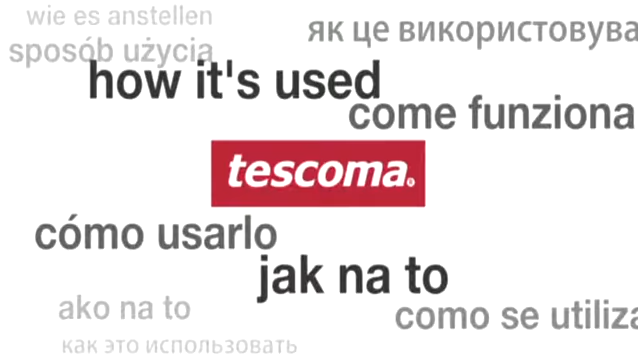 wie es anstellen
як це використовува
sposób użycia
how it's used
come funziona
tescoma®
cómo usarlo
jak na to
ako na to
como se utiliza
как это использовать